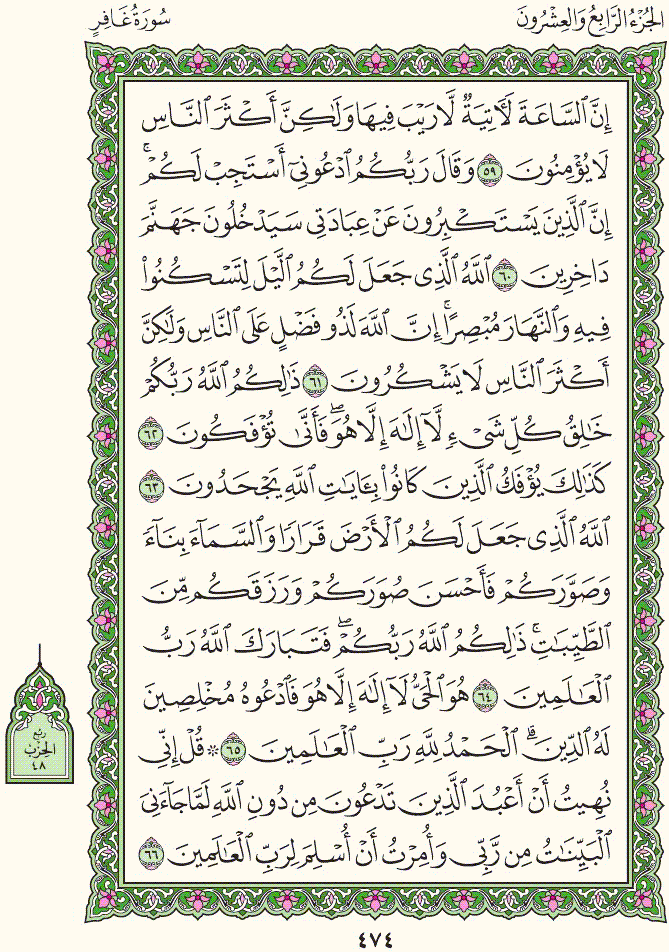 الجُزْءُ الرَّابِعُ وَالعِشْرُونَ
سُورَةُ غَافِرٍ
إِنَّ ٱلسَّاعَةَ لَـَٔاتِيَةٌ لَّا رَيْبَ فِيهَا وَلَٰكِنَّ أَكْثَرَ ٱلنَّاسِ
لَا يُؤْمِنُونَ ٥٩ وَقَالَ رَبُّكُمُ ٱدْعُونِىٓ أَسْتَجِبْ لَكُمْۚ
إِنَّ ٱلَّذِينَ يَسْتَكْبِرُونَ عَنْ عِبَادَتِى سَيَدْخُلُونَ جَهَنَّمَ
دَاخِرِينَ ٦٠ ٱللَّهُ ٱلَّذِى جَعَلَ لَكُمُ ٱلَّيْلَ لِتَسْكُنُوا۟
فِيهِ وَٱلنَّهَارَ مُبْصِرًاۚ إِنَّ ٱللَّهَ لَذُو فَضْلٍ عَلَى ٱلنَّاسِ وَلَٰكِنَّ
أَكْثَرَ ٱلنَّاسِ لَا يَشْكُرُونَ ٦١ ذَٰلِكُمُ ٱللَّهُ رَبُّكُمْ
خَٰلِقُ كُلِّ شَىْءٍ لَّآ إِلَٰهَ إِلَّا هُوَۖ فَأَنَّىٰ تُؤْفَكُونَ ٦٢
كَذَٰلِكَ يُؤْفَكُ ٱلَّذِينَ كَانُوا۟ بِـَٔايَٰتِ ٱللَّهِ يَجْحَدُونَ ٦٣
ٱللَّهُ ٱلَّذِى جَعَلَ لَكُمُ ٱلْأَرْضَ قَرَارًا وَٱلسَّمَآءَ بِنَآءً
وَصَوَّرَكُمْ فَأَحْسَنَ صُوَرَكُمْ وَرَزَقَكُم مِّنَ
ٱلطَّيِّبَٰتِۚ ذَٰلِكُمُ ٱللَّهُ رَبُّكُمْۖ فَتَبَارَكَ ٱللَّهُ رَبُّ
ٱلْعَٰلَمِينَ ٦٤ هُوَ ٱلْحَىُّ لَآ إِلَٰهَ إِلَّا هُوَ فَٱدْعُوهُ مُخْلِصِينَ
لَهُ ٱلدِّينَۗ ٱلْحَمْدُ لِلَّهِ رَبِّ ٱلْعَٰلَمِينَ ٦٥ ۞ قُلْ إِنِّى
نُهِيتُ أَنْ أَعْبُدَ ٱلَّذِينَ تَدْعُونَ مِن دُونِ ٱللَّهِ لَمَّا جَآءَنِىَ
ٱلْبَيِّنَٰتُ مِن رَّبِّى وَأُمِرْتُ أَنْ أُسْلِمَ لِرَبِّ ٱلْعَٰلَمِينَ ٦٦
ربع
الحزب
٤٨
٤٧٤